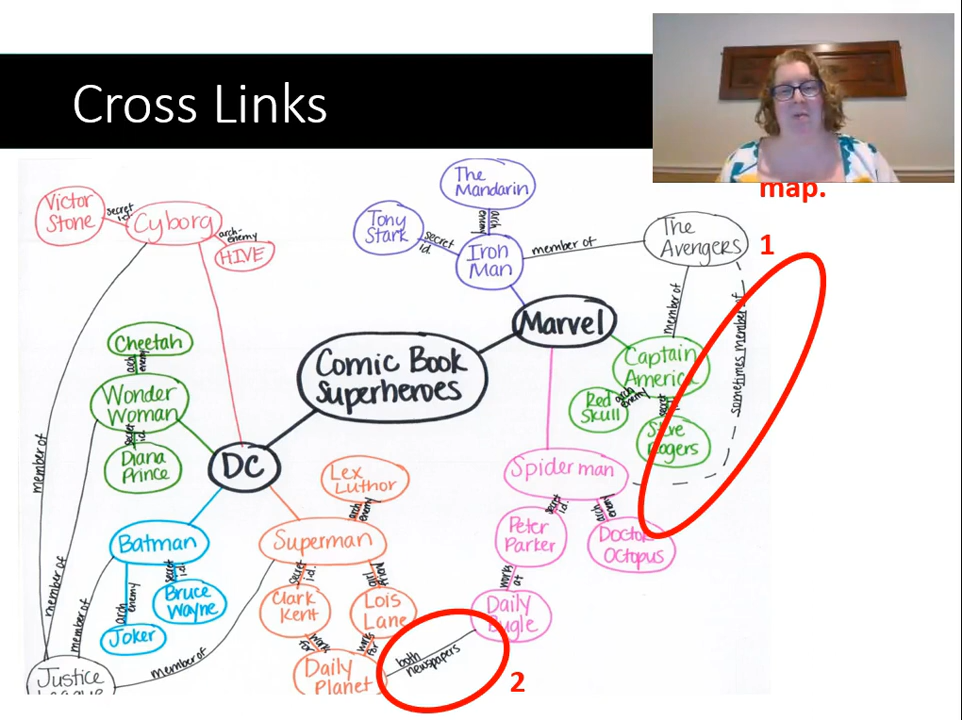 Cross Links
map.
1
Victor
Stone
secret
id.
Cyborg
arch-
enemy
HIVE
The
Mandarin
arch
enemy
Tony
Stark
secret
id.
Iron
Man
member of
The
Avengers
member of
sometimes member of
Marvel
Captain
America
arch
enemy
Red
Skull
secret
Steve
Rogers
Comic Book
Superheroes
Cheetah
arch
enemy
Wonder
Woman
secret
id.
Diana
Prince
DC
Lex
Luthor
arch
enemy
Spiderman
secret
id.
arch
enemy
Peter
Parker
Doctor
Octopus
works
at
Daily
Bugle
Batman
arch
enemy
secret
id.
Bruce
Wayne
Joker
Superman
secret
id.
Clark
Kent
Lois
Lane
works
for
works
for
Daily
Planet
both
newspapers
2
member of
member of
member of
member of
Justice